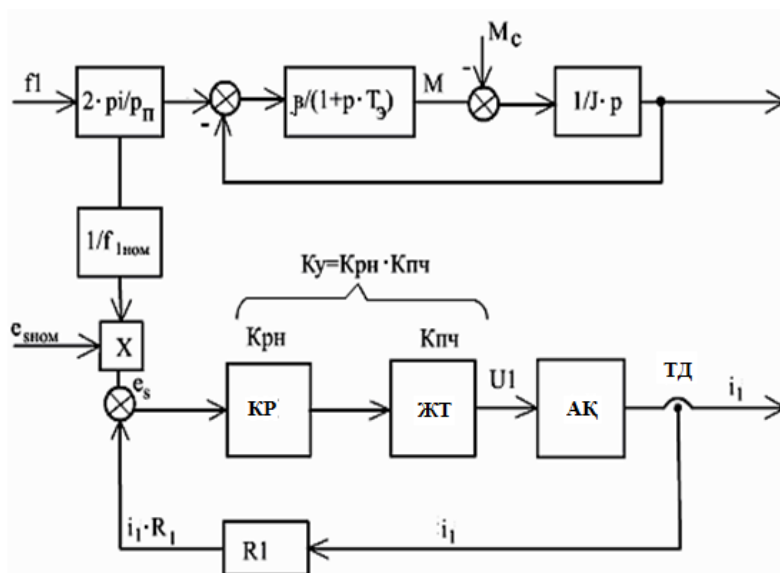 f1
2· pi/pп
-
β/(1+p· Tэ)
M
Mc
-
1/J· p
1/f1ном
Ку=Крн·Кпч
Крн
Кпч
esном
X
es
КР
ЖТ
U1
АҚ
ТД
i1
i1·R1
R1
i1